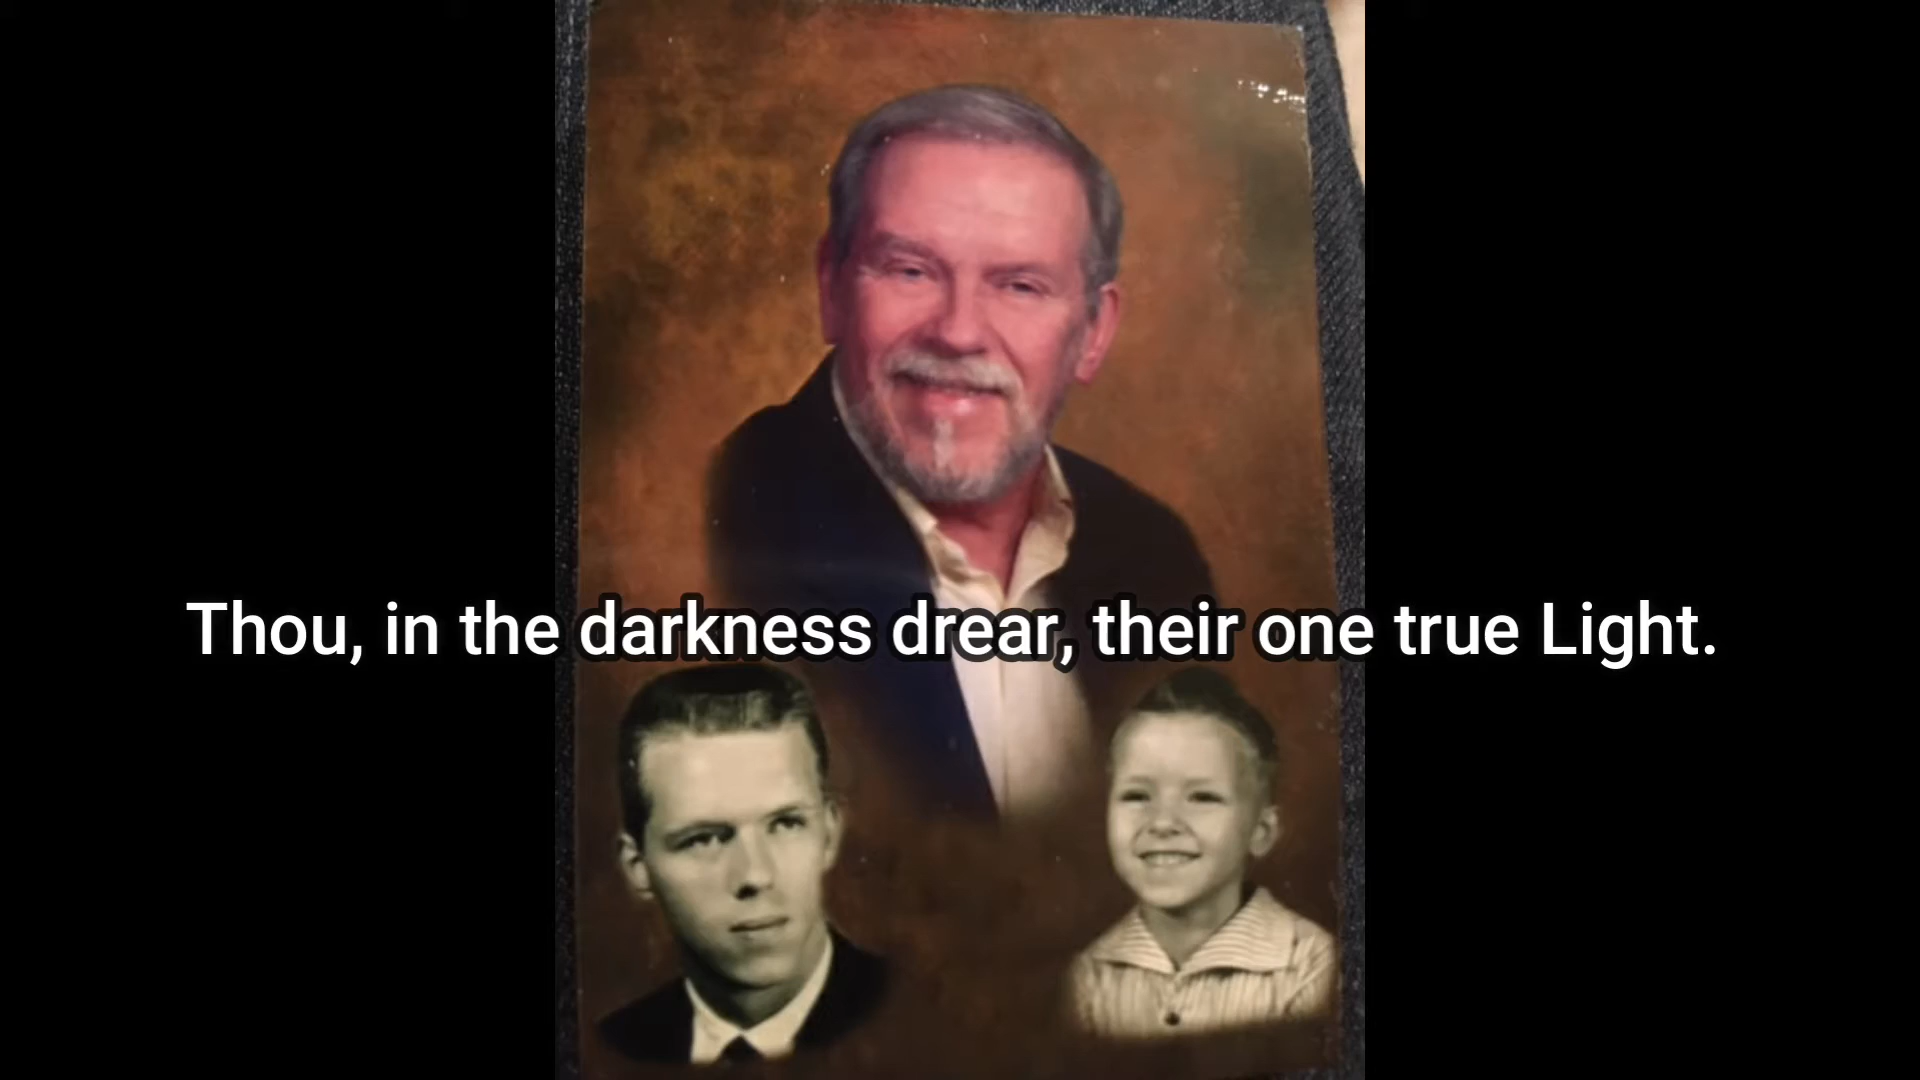 Thou, in the darkness drear, their one true Light.